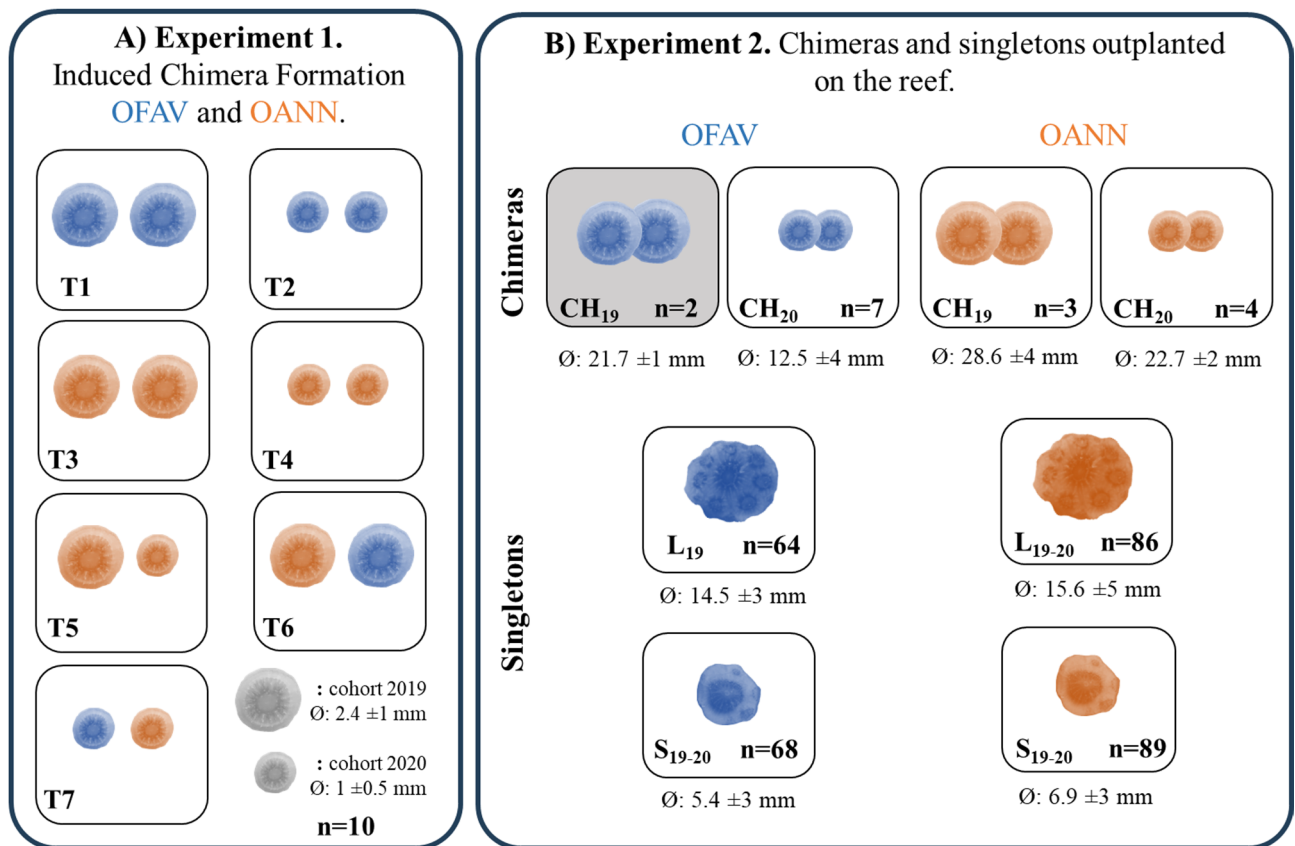 A) Experiment 1.
Induced Chimera Formation
OFAV and OANN.
T1
T2
T3
T4
T5
T6
T7
: cohort 2019
Ø: 2.4 ±1 mm
: cohort 2020
Ø: 1 ±0.5 mm
n=10
B) Experiment 2. Chimeras and singletons outplanted
on the reef.
OFAV
OANN
Chimeras
CH19 n=2
CH20 n=7
CH19 n=3
CH20 n=4
Ø: 21.7 ±1 mm
Ø: 12.5 ±4 mm
Ø: 28.6 ±4 mm
Ø: 22.7 ±2 mm
Singletons
L19 n=64
L19-20 n=86
Ø: 14.5 ±3 mm
Ø: 15.6 ±5 mm
S19-20 n=68
S19-20 n=89
Ø: 5.4 ±3 mm
Ø: 6.9 ±3 mm